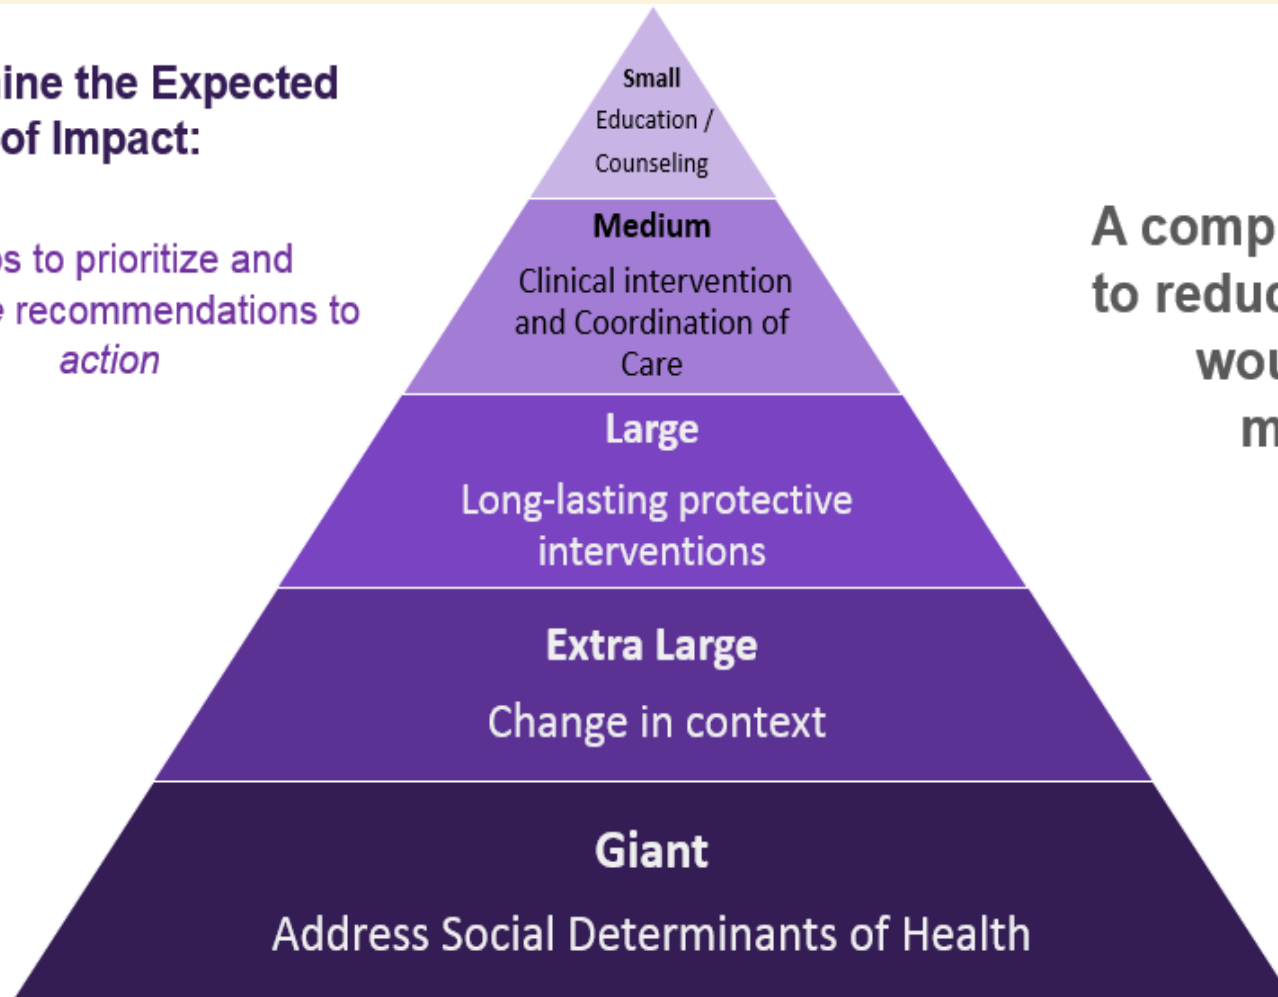 ine the Expected
of Impact:
s to prioritize and
recommendations to
action
Small
Education /
Counseling
Medium
Clinical intervention
and Coordination of
Care
Large
Long-lasting protective
interventions
Extra Large
Change in context
Giant
Address Social Determinants of Health
A comp
to reduc
wou
m